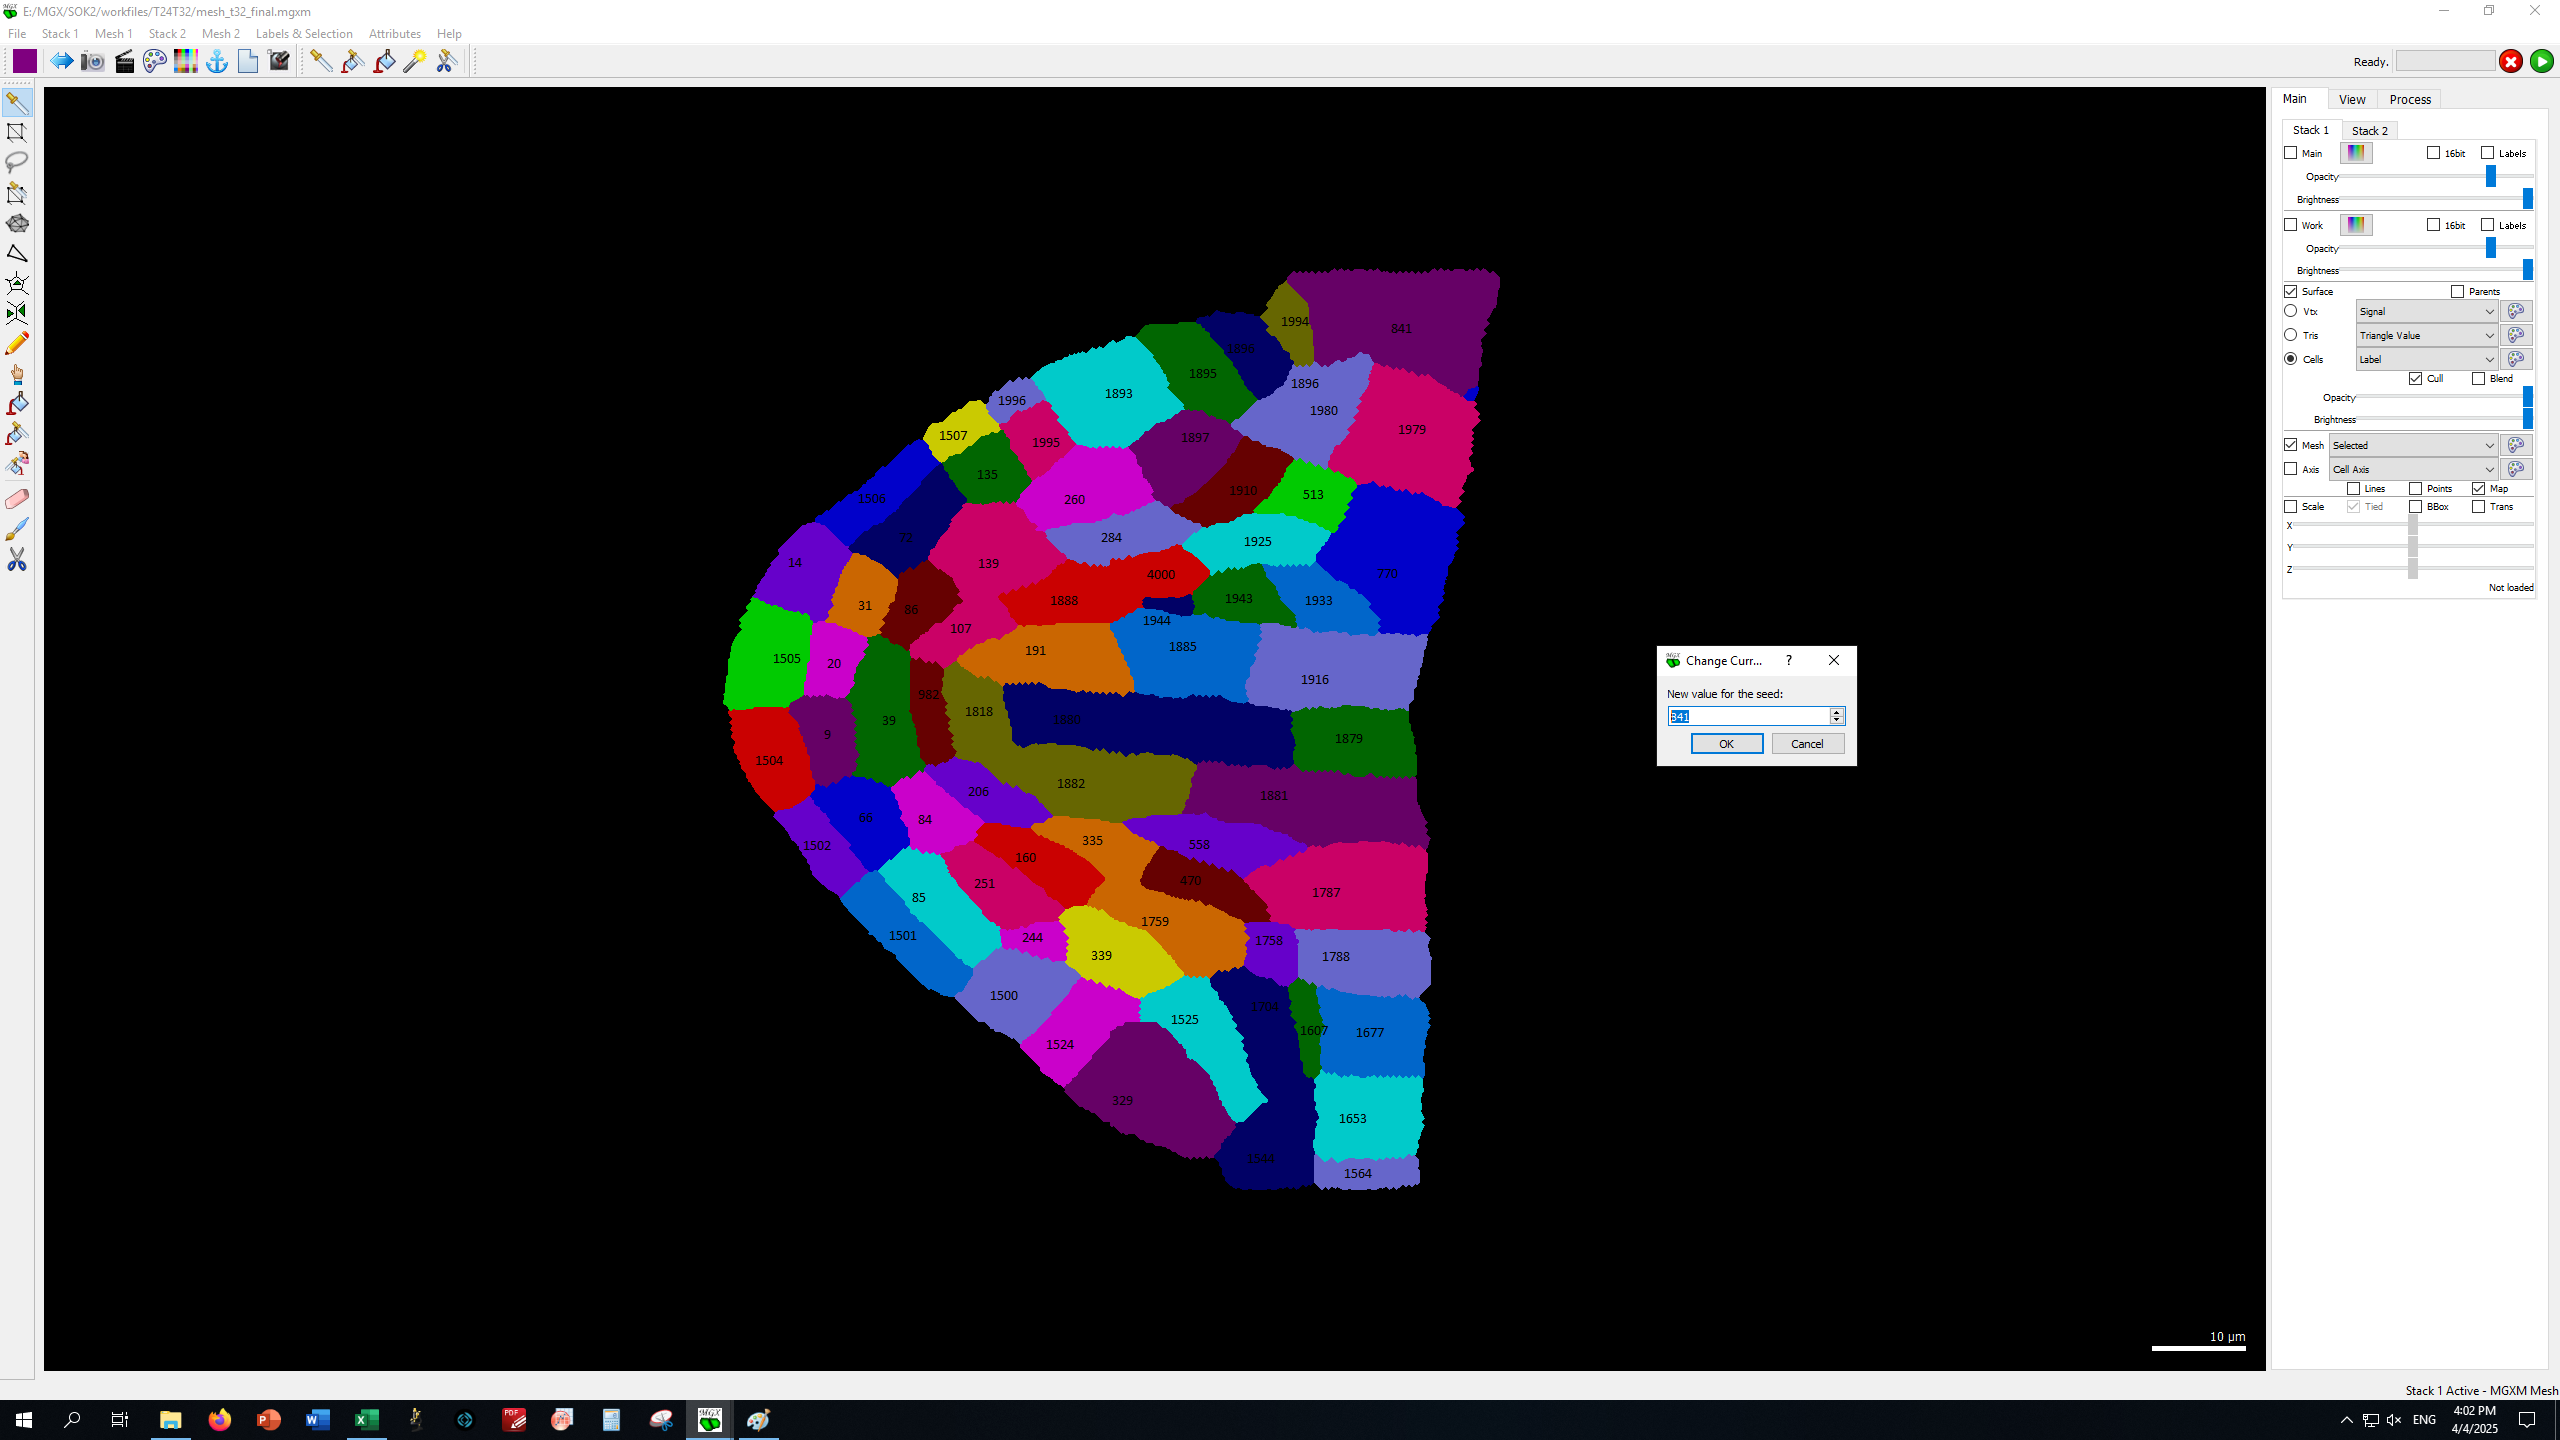 E:/MGX/SOK2/workfiles/T24T32/mesh_t32_final.mgxm
File Stack 1 Mesh 1 Stack 2 Mesh 2 Labels & Selection Attributes Help
Ready.
Main View Process
Stack 1 Stack 2
Main 16bit Labels
Opacity
Brightness
Work 16bit Labels
Opacity
Brightness
Surface Parents
Vtx Signal
Tris Triangle Value
Cells Label
Cull Blend
Opacity
Brightness
Mesh Selected
Axis Cell Axis
Lines Points Map
Scale Tied BBox Trans
X
Y
Z
Not loaded
1994 841
1895
1896
1893
1980
1996
1979
1507 1995 1897
135
1506 260 1910 513
22 284 1925
14 139 4000 770
31 86 1888 1943 1933
107 1944
1505 20 191 1885
1916
982
39 1818 1880
9 1879
1504
206 1882 1881
66 84
1502 335 558
160
251 470 1787
85
1501 244 1759 1758
339 1788
1500 1704
1525 1607 1677
1524
329 1653
1544 1564
Change Curr... ?
New value for the seed:
841
OK Cancel
10 µm
Stack 1 Active - MGXM Mesh
ENG
4:02 PM
4/4/2025